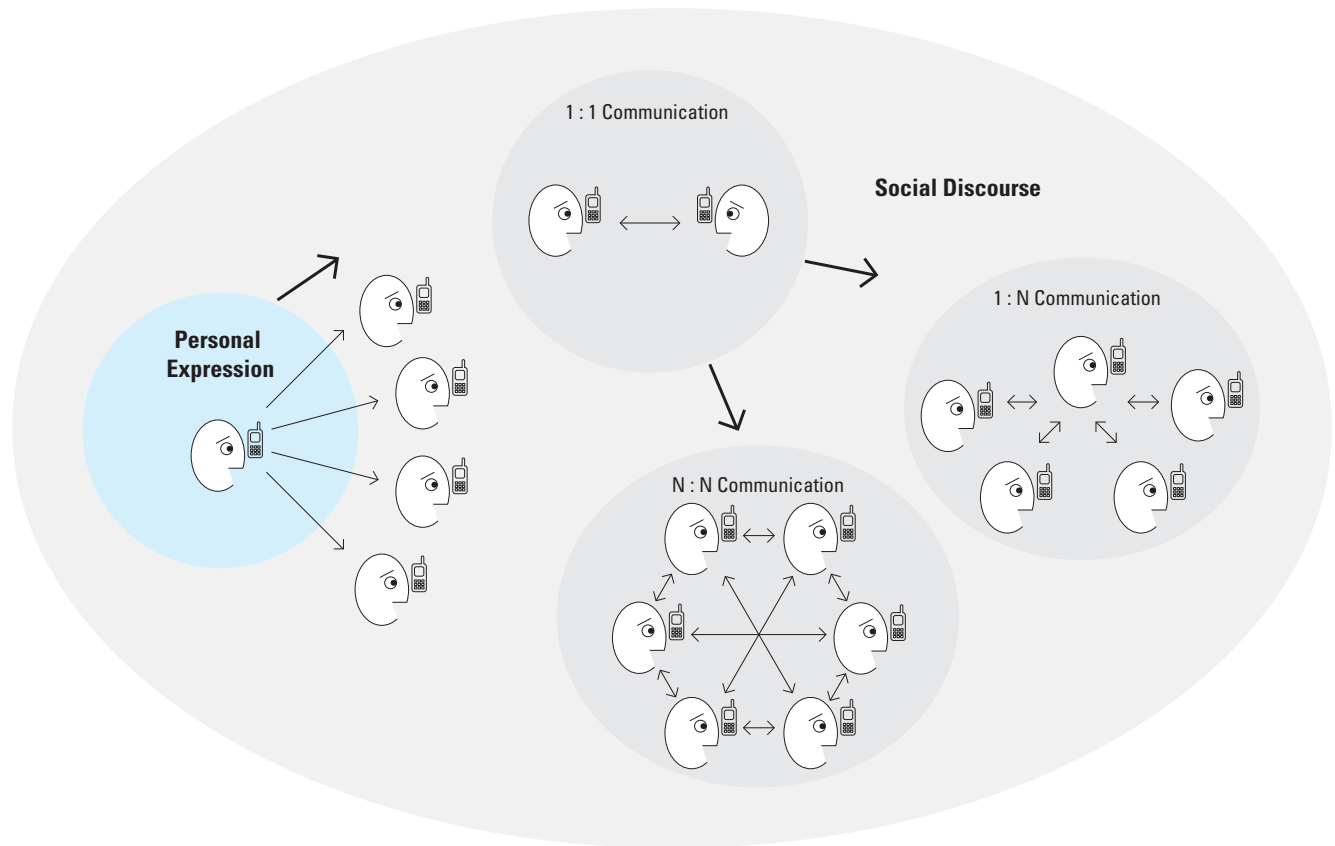 1 : 1 Communication
Social Discourse
1 : N Communication
Personal
Expression
N : N Communication